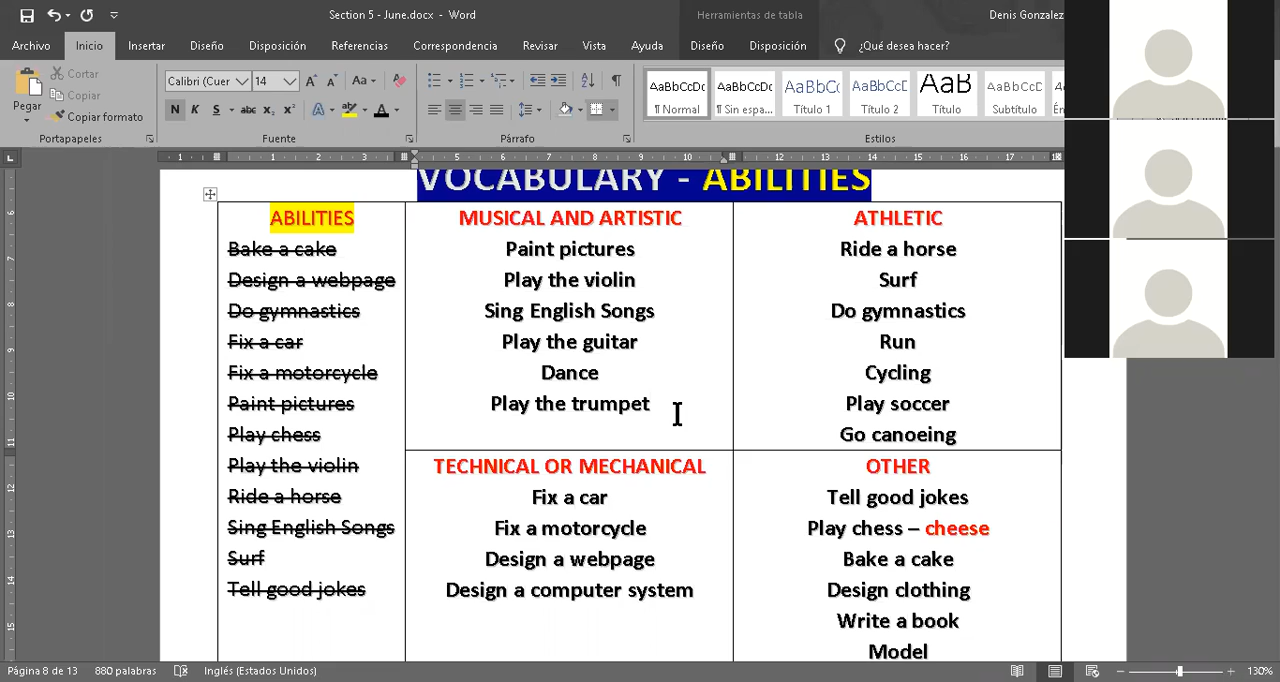 Section 5 - June.docx - Word
Herramientas de tabla
Denis Gonzalez
Archivo Inicio Insertar Diseño Disposición Referencias Correspondencia Revisar Vista Ayuda Diseño Disposición ¿Qué desea hacer?
Pegar
Cortar
Copiar
Copiar formato
Portapapeles
Calibri (Cuer 14
Fuente
Párrafo
AaBbCcDc AaBbCcDc AaBbCc AaBbCcD AaB AaBbCcD
¶ Normal ¶ Sin espa... Título 1 Título 2 Título Subtítulo
Estilos
VOCABULARY - ABILITIES
ABILITIES
Bake a cake
Design a webpage
Do gymnastics
Fix a car
Fix a motorcycle
Paint pictures
Play chess
Play the violin
Ride a horse
Sing English Songs
Surf
Tell good jokes
MUSICAL AND ARTISTIC
Paint pictures
Play the violin
Sing English Songs
Play the guitar
Dance
Play the trumpet
ATHLETIC
Ride a horse
Surf
Do gymnastics
Run
Cycling
Play soccer
Go canoeing
TECHNICAL OR MECHANICAL
Fix a car
Fix a motorcycle
Design a webpage
Design a computer system
OTHER
Tell good jokes
Play chess – cheese
Bake a cake
Design clothing
Write a book
Model
Página 8 de 13 880 palabras Inglés (Estados Unidos) 130%